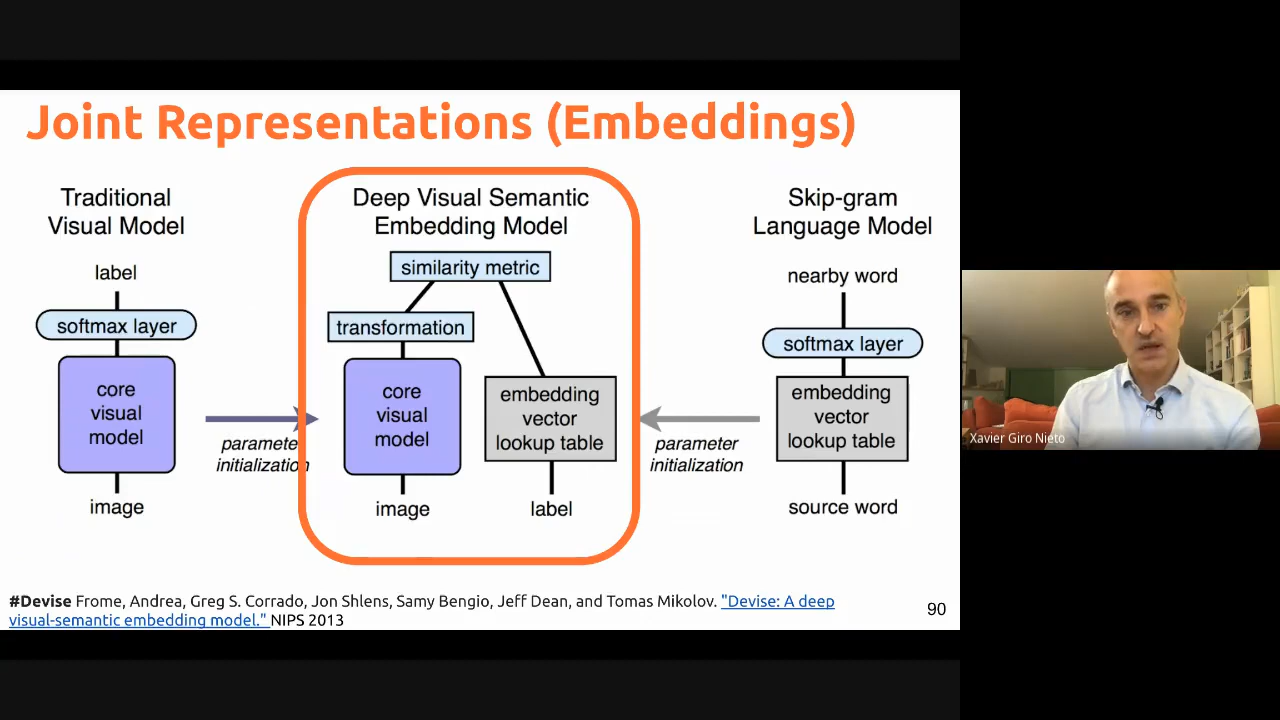 Joint Representations (Embeddings)
Traditional
Visual Model
label
softmax layer
core
visual
model
image
parameter
initialization
Deep Visual Semantic
Embedding Model
similarity metric
transformation
core
visual
model
image
embedding
vector
lookup table
label
parameter
initialization
Skip-gram
Language Model
nearby word
softmax layer
embedding
vector
lookup table
source word
#Devise Frome, Andrea, Greg S. Corrado, Jon Shlens, Samy Bengio, Jeff Dean, and Tomas Mikolov. "Devise: A deep
visual-semantic embedding model." NIPS 2013
90
Xavier Giro Nieto